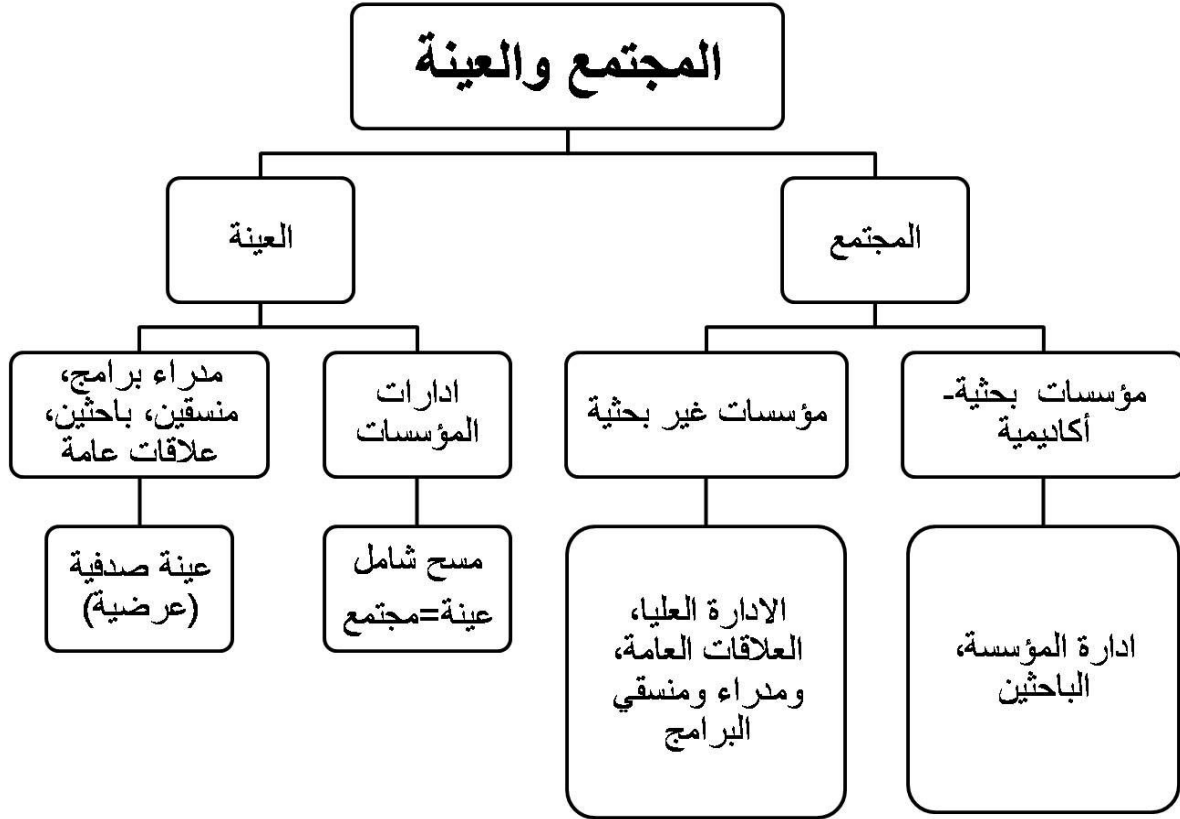 المجتمع والعينة
المجتمع
العينة
مؤسسات بحثية-
أكاديمية
مؤسسات غير بحثية
ادارات
المؤسسات
مدراء برامج،
منسقين، باحثين،
علاقات عامة
ادارة المؤسسة،
الباحثين
الادارة العليا،
العلاقات العامة،
ومدراء ومنسقي
البرامج
مسح شامل
عينة=مجتمع
عينة صدفية
(عرضية)